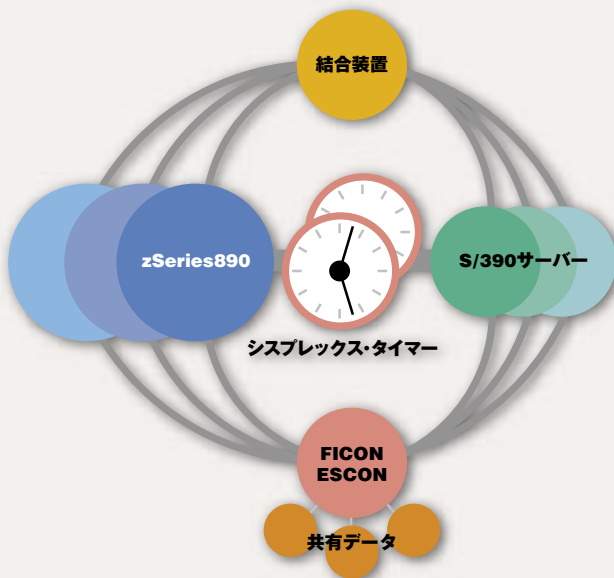 結合装置
zSeries890
S/390サーバー
シスプレックス・タイマー
FICON
ESCON
共有データ